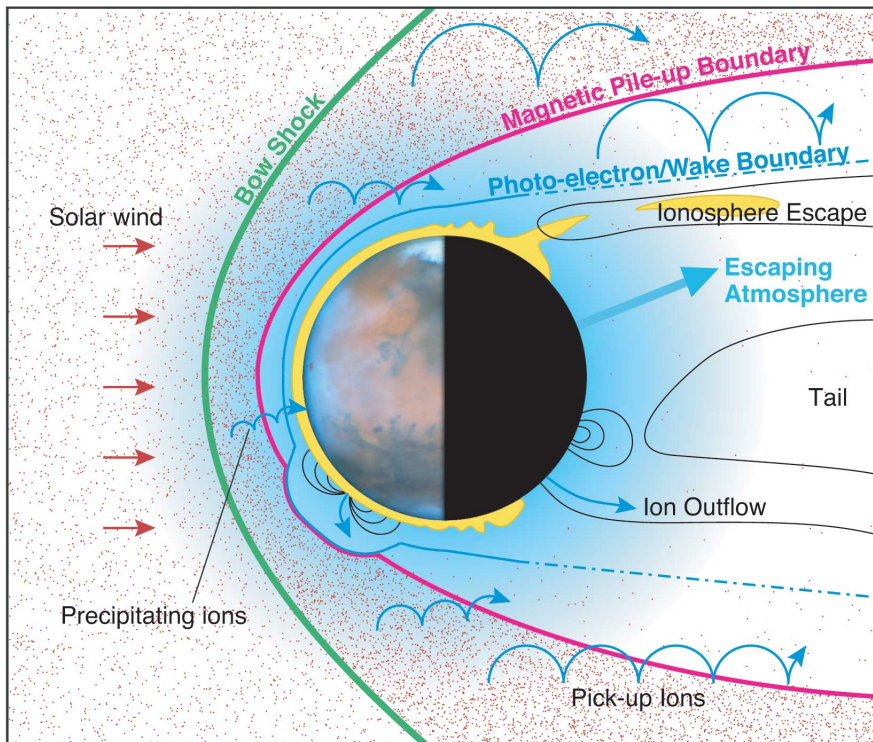 Bow Shock
Magnetic Pile-up Boundary
Photo-electron/Wake Boundary
Solar wind
Ionosphere Escape
Escaping
Atmosphere
Tail
Ion Outflow
Precipitating ions
Pick-up Ions